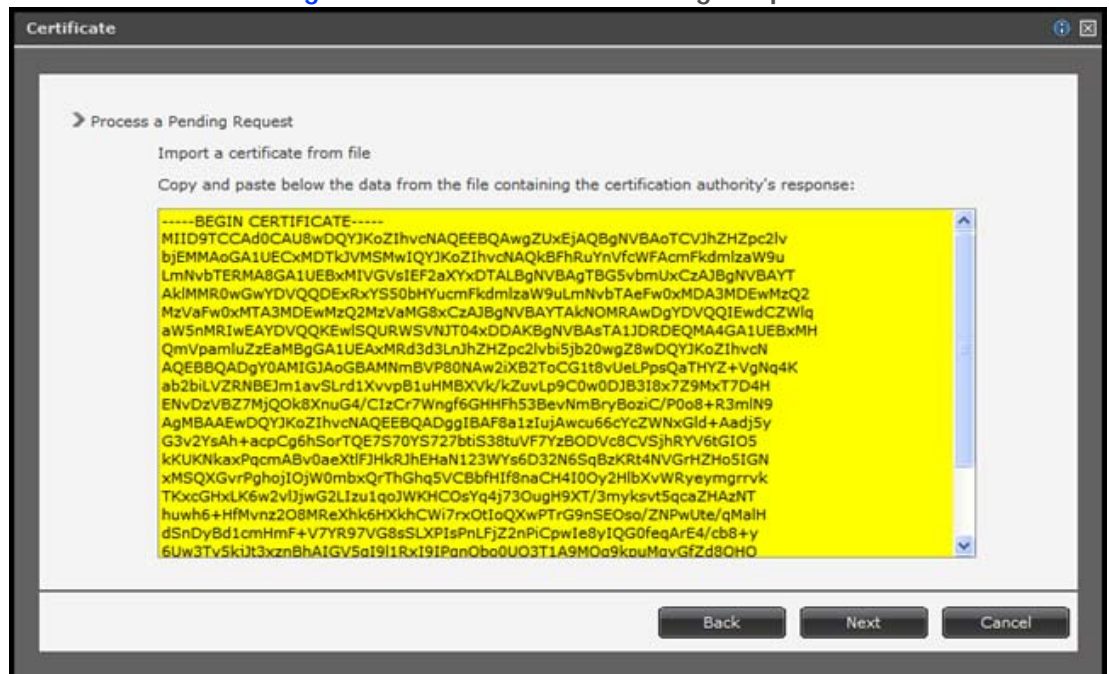 Certificate
Process a Pending Request
Import a certificate from file
Copy and paste below the data from the file containing the certification authority's response:
-----BEGIN CERTIFICATE-----
MIID9TCCAd0CAU8wDQYJKoZIhvcNAQEEBQAwgZUxEjAQBgNVBAoTCVJhZHZpc2lv
bjEMMAoGA1UECxMDTkJVMSMwIQYJKoZIhvcNAQkBFhRuYnVfcWFAcmFkdmlzaW9u
LmNvbTERMA8GA1UEBxMIVGVsIEF2aXYxDTALBgNVBAgTBG5vbmUxCzAJBgNVBAYT
AklMMR0wGwYDVQQDExRxYS50bHYucmFkdmlzaW9uLmNvbTAeFw0xMDA3MDEwMzQ2
MzVaFw0xMTA3MDEwMzQ2MzVaMG8xCzAJBgNVBAYTAkNOMRAwDgYDVQQIEwdCZWlq
aW5nMRIwEAYDVQQKEwlSQURWSVNJT04xDDAKBgNVBAsTA1JDRDEQMA4GA1UEBxMH
QmVpamluZzEaMBgGA1UEAxMRd3d3LnJhZHZpc2lvbi5jb20wgZ8wDQYJKoZIhvcN
AQEBBQADgY0AMIGJAoGBAMNmBVP80NAw2iXB2ToCG1t8vUeLPpsQaTHYZ+VgNq4K
ab2biLVZRNBEJm1avSLrd1XvvpB1uHMBXVk/kZuvLp9C0w0DJB3I8x7Z9MxT7D4H
ENvDzVBZ7MjQOk8XnuG4/CIzCr7Wngf6GHHFh53BevNmBryBoziC/P0o8+R3mlN9
AgMBAAEwDQYJKoZIhvcNAQEEBQADggIBAF8a1zIujAwcu66cYcZWNxGld+Aadj5y
G3v2YsAh+acpCg6hSorTQE7S70YS727btiS38tuVF7YzBODVc8CVSjhRYV6tGIO5
kKUKNkaxPqcmABv0aeXtlFJHkRJhEHaN123WYs6D32N6SqBzKRt4NVGrHZHo5IGN
xMSQXGvrPghojIOjW0mbxQrThGhq5VCBbfHIf8naCH4I0Oy2HlbXvWRyeymgrrvk
TKxcGHxLK6w2vlJjwG2LIzu1qoJWKHCOsYq4j73OugH9XT/3myksvt5qcaZHAzNT
huwh6+HfMvnz2O8MReXhk6HXkhCWi7rxOtIoQXwPTrG9nSEOso/ZNPwUte/qMalH
dSnDyBd1cmHmF+V7YR97VG8sSLXPIsPnLFjZ2nPiCpwIe8yIQG0feqArE4/cb8+y
6Uw3Tv5kiJt3xznBhAIGV5gI9l1RxI9IPgnObo0UO3T1A9MOg9kpuMgvGfZd8OHO
Back
Next
Cancel